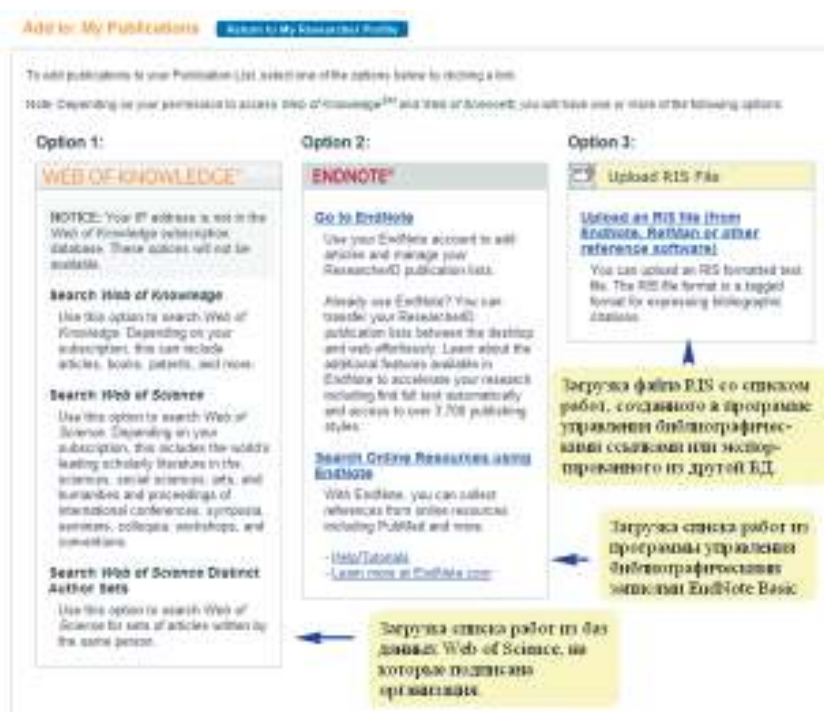 Add to: My Publications
Return to My Researcher Profile
To add publications to your Publication List, select one of the options below by clicking a link.
Note: Depending on your permission to access Web of Knowledge℠ and Web of Science®, you will have one or more of the following options:
Option 1:
WEB OF KNOWLEDGE℠
NOTICE: Your IP address is not in the
Web of Knowledge subscription
database. These options will not be
available.
Search Web of Knowledge
Use this option to search Web of
Knowledge. Depending on your
subscription, this can include
articles, books, patents, and more.
Search Web of Science
Use this option to search Web of
Science. Depending on your
subscription, this includes the world's
leading scholarly literature in the
sciences, social sciences, arts, and
humanities and proceedings of
international conferences, symposia,
seminars, colloquia, workshops, and
conventions.
Search Web of Science Distinct
Author Sets
Use this option to search Web of
Science for sets of articles written by
the same person.
Option 2:
ENDNOTE®
Go to EndNote
Use your EndNote account to add
articles and manage your
ResearcherID publication lists.
Already use EndNote? You can
transfer your ResearcherID
publication lists between the desktop
and web effortlessly. Learn about the
additional features available in
EndNote to accelerate your research
including find full text automatically
and access to over 3,700 publishing
styles.
Search Online Resources using
EndNote
With EndNote, you can collect
references from online resources
including PubMed and more.
- Help/Tutorials
- Learn more at EndNote.com
Option 3:
Upload RIS File
Upload an RIS file (from
EndNote, RefMan or other
reference software)
You can upload an RIS formatted text
file. The RIS file format is a tagged
format for expressing bibliographic
citations.
Загрузка файла RIS со списком
работ, созданного в программе
управления библиографичес-
кими ссылками или экспор-
тированного из другой БД.
Загрузка списка работ из
программы управления
библиографическими
записями EndNote Basic
Загрузка списка работ из баз
данных Web of Science, на
которые подписана
организация.